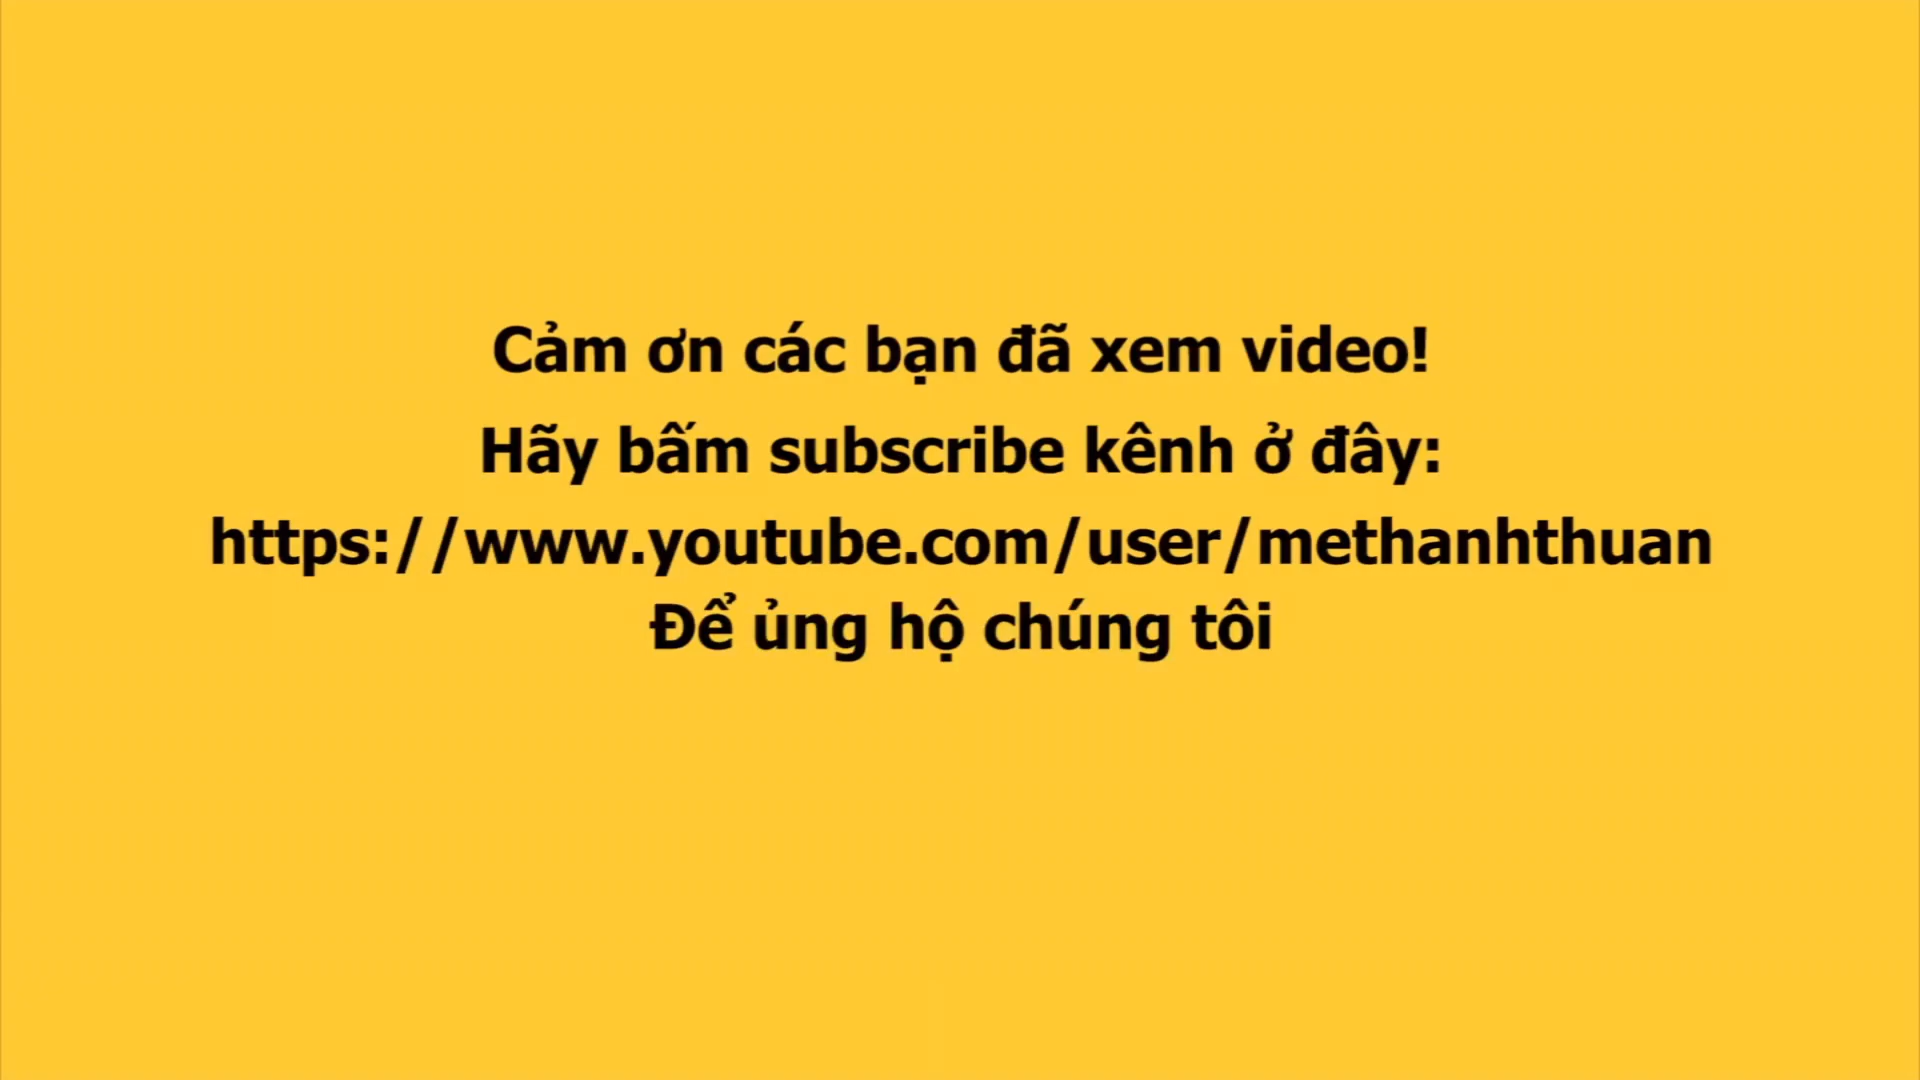 Cảm ơn các bạn đã xem video!
Hãy bấm subscribe kênh ở đây:
https://www.youtube.com/user/methanhthuan
Để ủng hộ chúng tôi